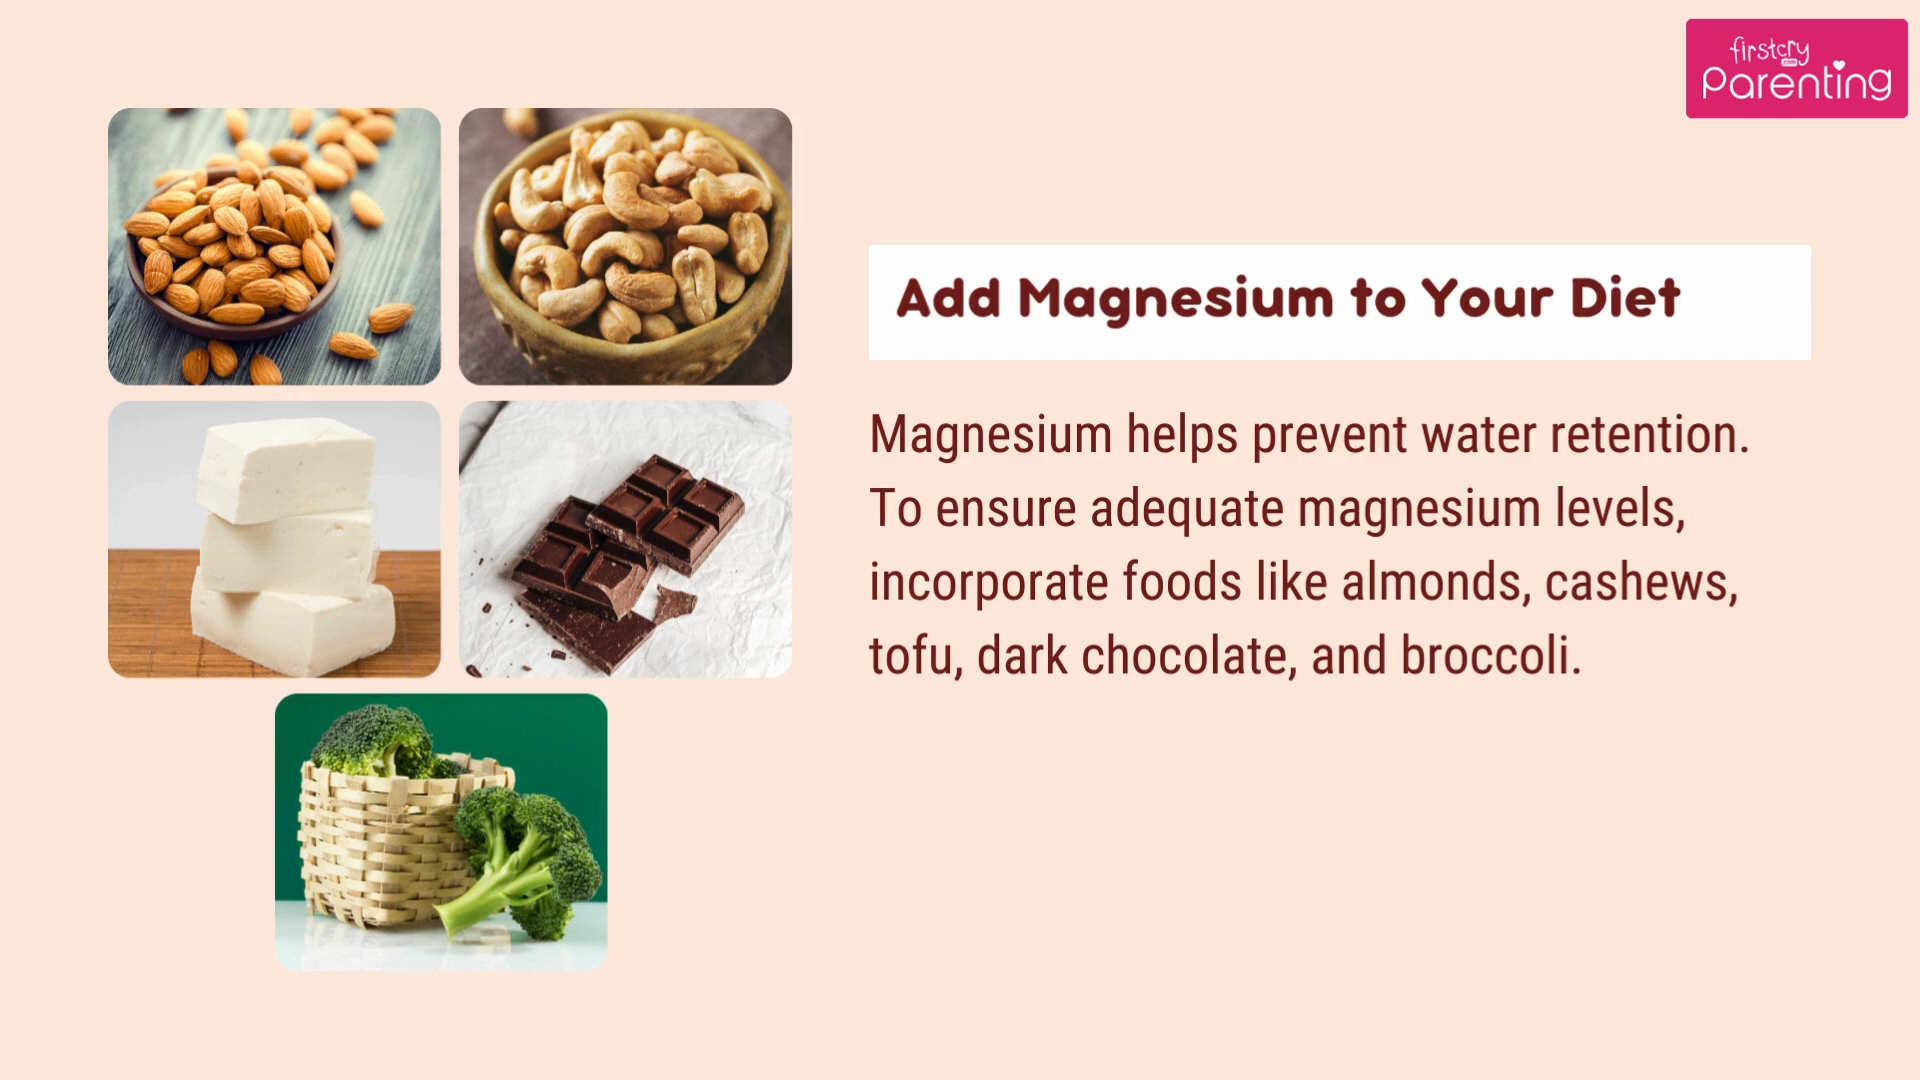 firstcry
.com
Parenting
Add Magnesium to Your Diet
Magnesium helps prevent water retention.
To ensure adequate magnesium levels,
incorporate foods like almonds, cashews,
tofu, dark chocolate, and broccoli.